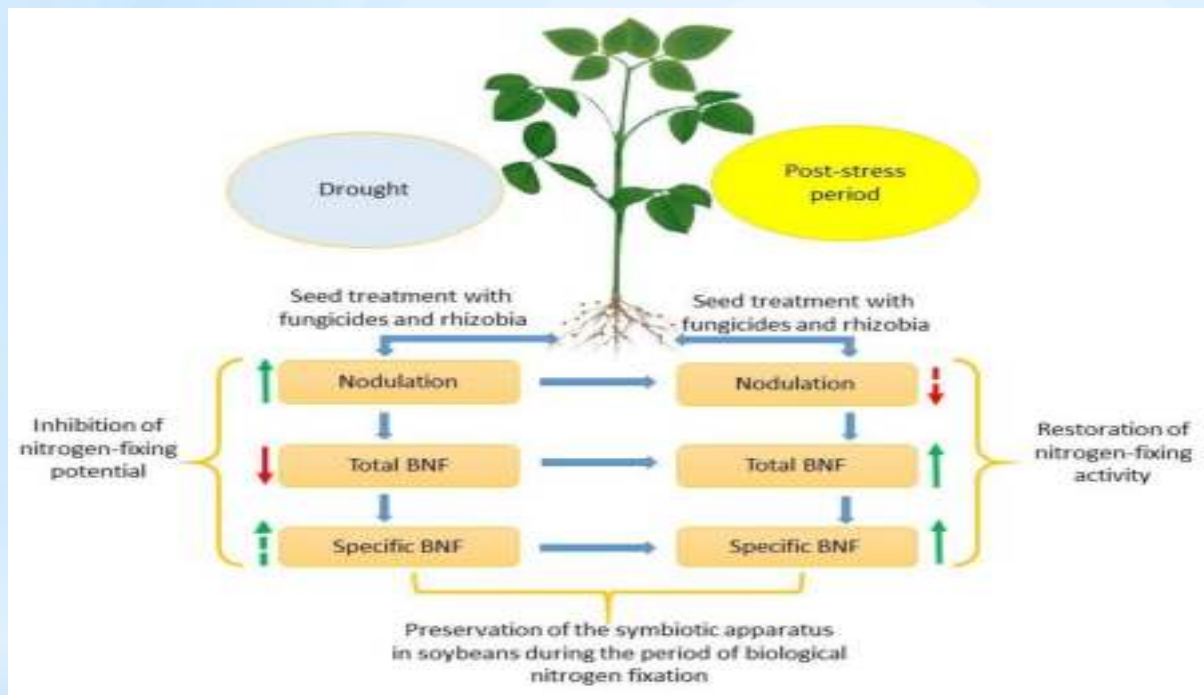 Drought
Post-stress
period
Seed treatment with
fungicides and rhizobia
Seed treatment with
fungicides and rhizobia
Nodulation
Nodulation
Inhibition of
nitrogen-fixing
potential
Total BNF
Total BNF
Restoration of
nitrogen-fixing
activity
Specific BNF
Specific BNF
Preservation of the symbiotic apparatus
in soybeans during the period of biological
nitrogen fixation